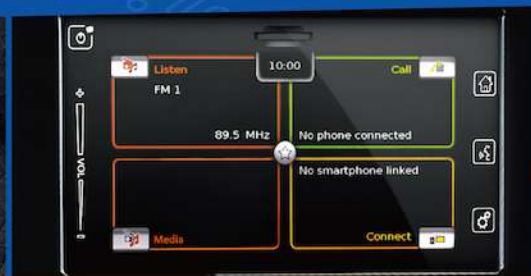 10:00
Listen
FM 1
89.5 MHz
Call
No phone connected
VOL
No smartphone linked
Media
Connect